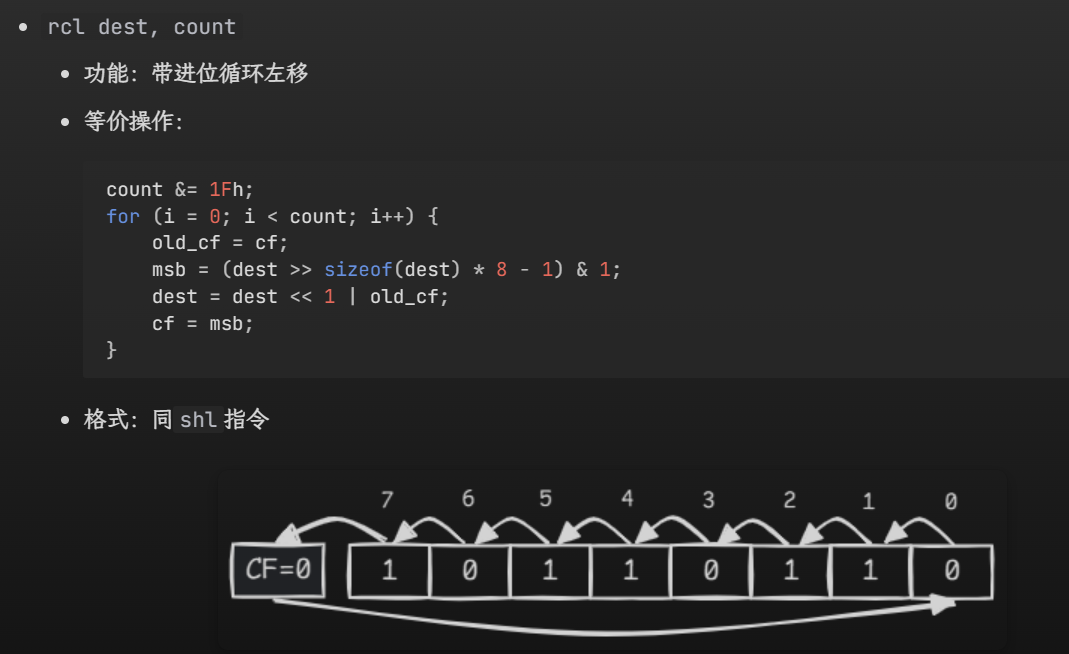 rcl dest, count
功能：带进位循环左移
等价操作：
count &= 1Fh;
for (i = 0; i < count; i++) {
old_cf = cf;
msb = (dest >> sizeof(dest) * 8 - 1) & 1;
dest = dest << 1 | old_cf;
cf = msb;
}
格式：同 shl 指令
7 6 5 4 3 2 1 0
CF=0 1 0 1 1 0 1 1 0